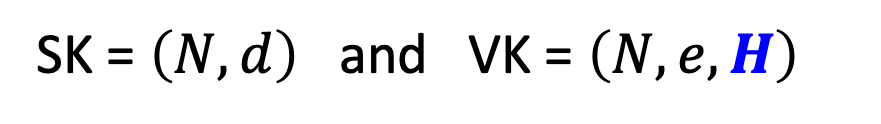 SK = (N, d) and VK = (N, e, H)